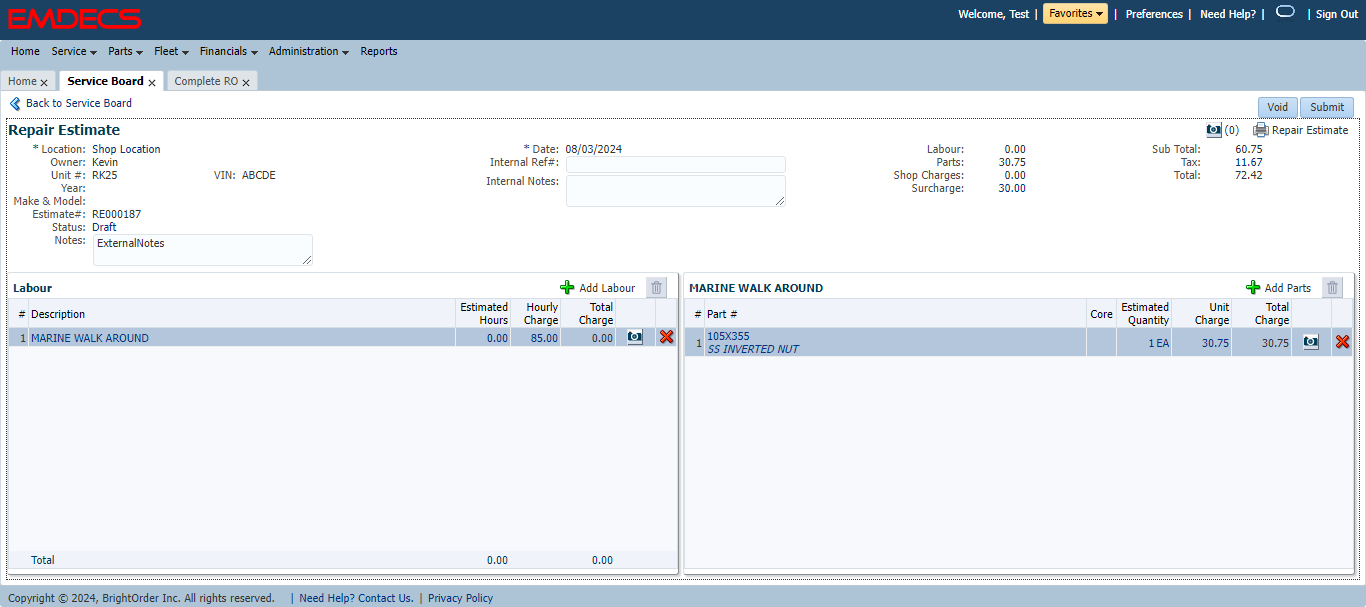 EMDECS
Welcome, Test | Favorites | Preferences | Need Help? | | Sign Out
Home Service Parts Fleet Financials Administration Reports
Home x Service Board x Complete RO x
Back to Service Board
Void Submit
Repair Estimate
(0) Repair Estimate
* Location: Shop Location
Owner: Kevin
Unit #: RK25 VIN: ABCDE
Year:
Make & Model:
Estimate#: RE000187
Status: Draft
Notes: ExternalNotes
* Date: 08/03/2024
Internal Ref#:
Internal Notes:
Labour: 0.00
Parts: 30.75
Shop Charges: 0.00
Surcharge: 30.00
Sub Total: 60.75
Tax: 11.67
Total: 72.42
Labour Add Labour
# Description Estimated Hours Hourly Charge Total Charge
1 MARINE WALK AROUND 0.00 85.00 0.00
Total 0.00 0.00
MARINE WALK AROUND Add Parts
# Part # Core Estimated Quantity Unit Charge Total Charge
1 105X355 1 EA 30.75 30.75
SS INVERTED NUT
Copyright © 2024, BrightOrder Inc. All rights reserved. | Need Help? Contact Us. | Privacy Policy